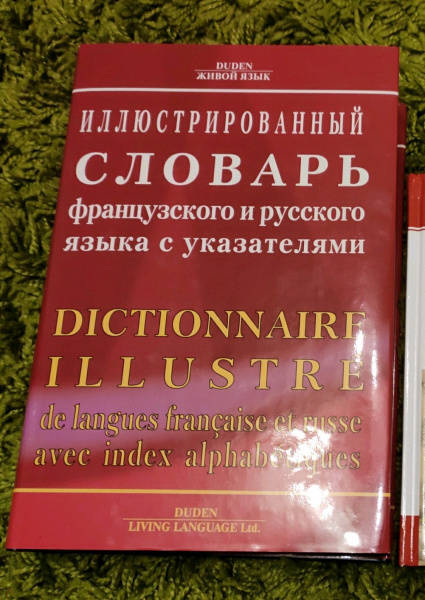 DUDEN
ЖИВОЙ ЯЗЫК
ИЛЛЮСТРИРОВАННЫЙ
СЛОВАРЬ
французского и русского
языка с указателями
DICTIONNAIRE
ILLUSTRE
de langues française et russe
avec index alphabétiques
DUDEN
LIVING LANGUAGE Ltd.